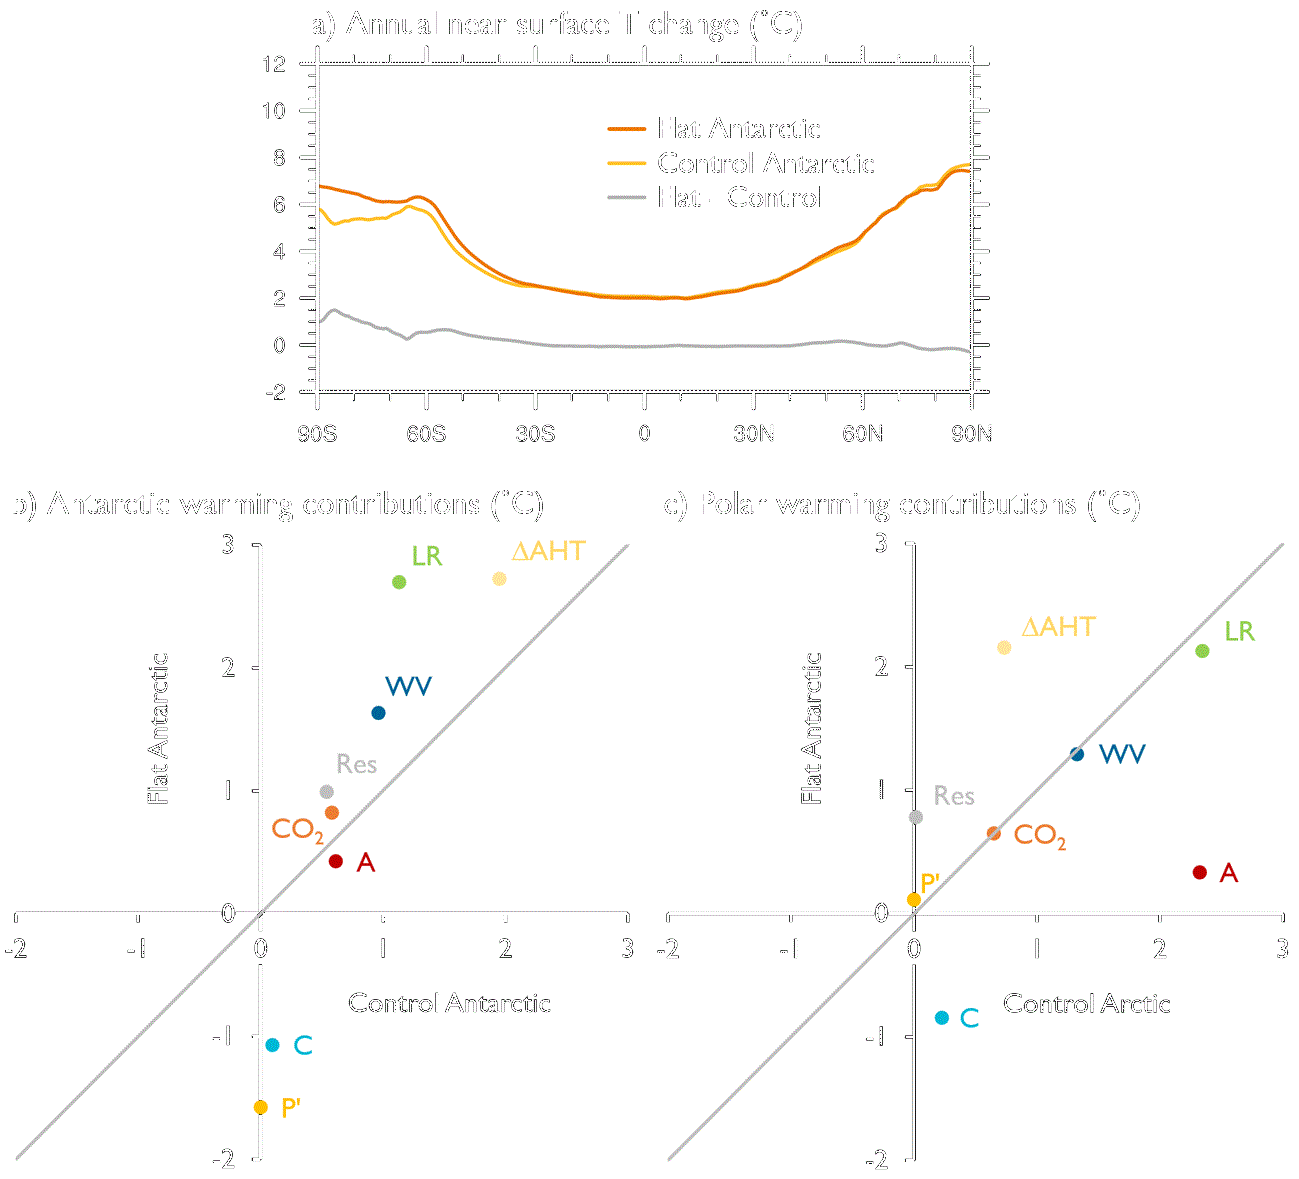 a) Annual near surface T change (°C)
12
10
8
6
4
2
0
-2
Flat Antarctic
Control Antarctic
Flat - Control
90S 60S 30S 0 30N 60N 90N
b) Antarctic warming contributions (°C)
3
2
1
0
-1
-2
-2 -1 0 1 2 3
Flat Antarctic
Control Antarctic
LR
ΔAHT
WV
Res
CO2
A
C
P'
c) Polar warming contributions (°C)
3
2
1
0
-1
-2
-2 -1 0 1 2 3
Flat Antarctic
Control Arctic
ΔAHT
LR
WV
Res
CO2
A
P'
C